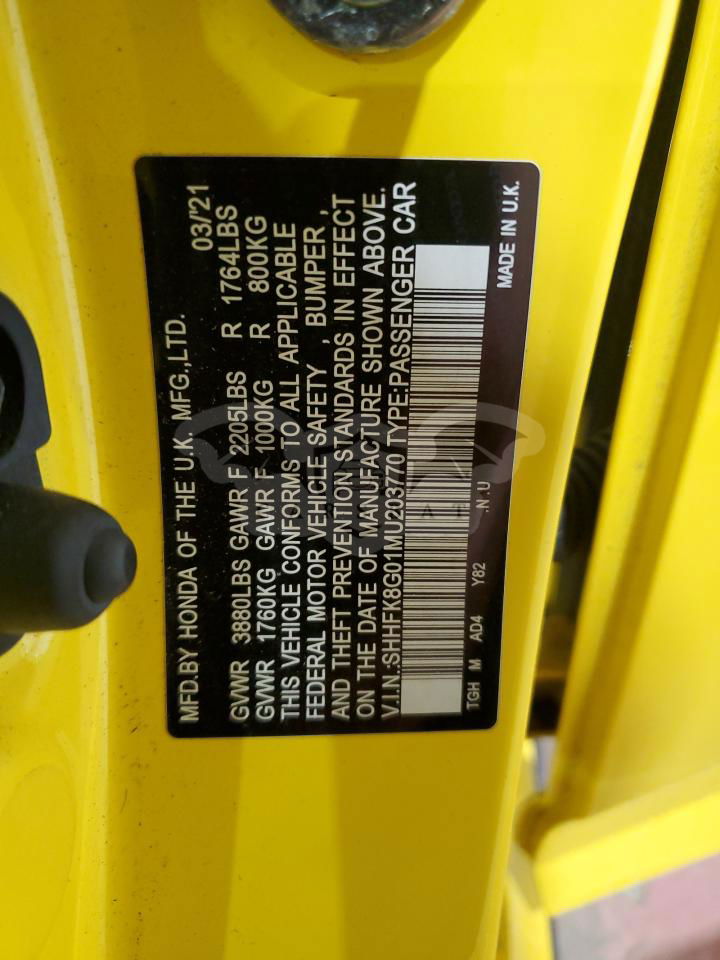 MFD.BY HONDA OF THE U.K. MFG.,LTD. 03/'21
GVWR 3880LBS GAWR F 2205LBS R 1764LBS
GVWR 1760KG GAWR F 1000KG R 800KG
THIS VEHICLE CONFORMS TO ALL APPLICABLE
FEDERAL MOTOR VEHICLE SAFETY , BUMPER ,
AND THEFT PREVENTION STANDARDS IN EFFECT
ON THE DATE OF MANUFACTURE SHOWN ABOVE.
V.I.N.:SHHFK8G01MU203770 TYPE:PASSENGER CAR
TGH M AD4 Y82 .N.U
MADE IN U.K.